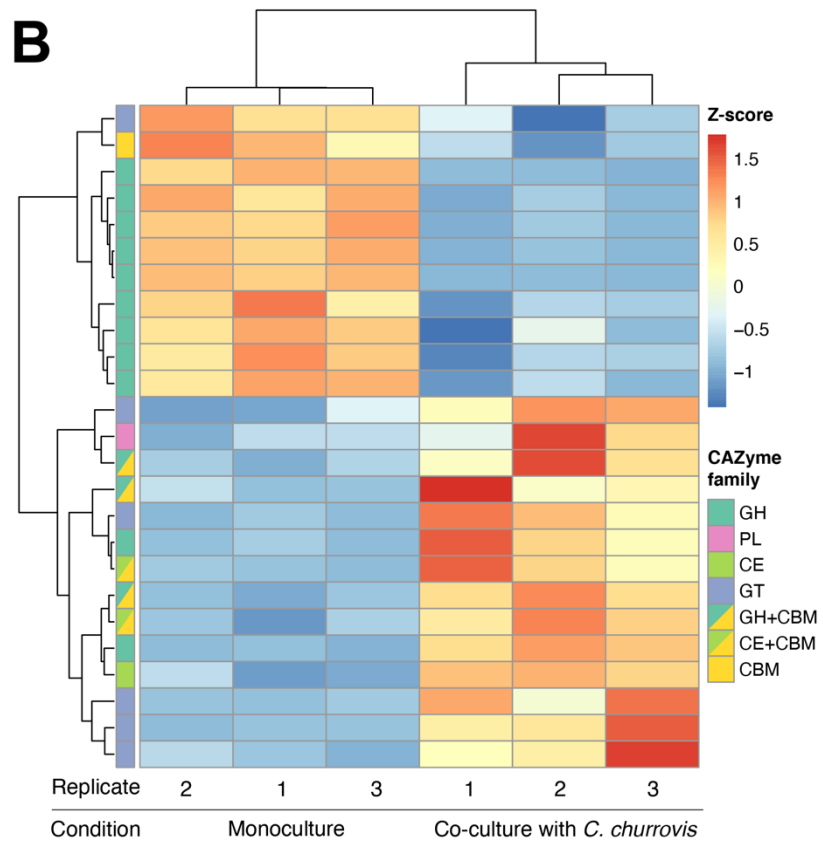 B
Z-score
1.5
1
0.5
0
−0.5
−1
CAZyme
family
GH
PL
CE
GT
GH+CBM
CE+CBM
CBM
Replicate 2 1 3 1 2 3
Condition Monoculture Co-culture with C. churrovis